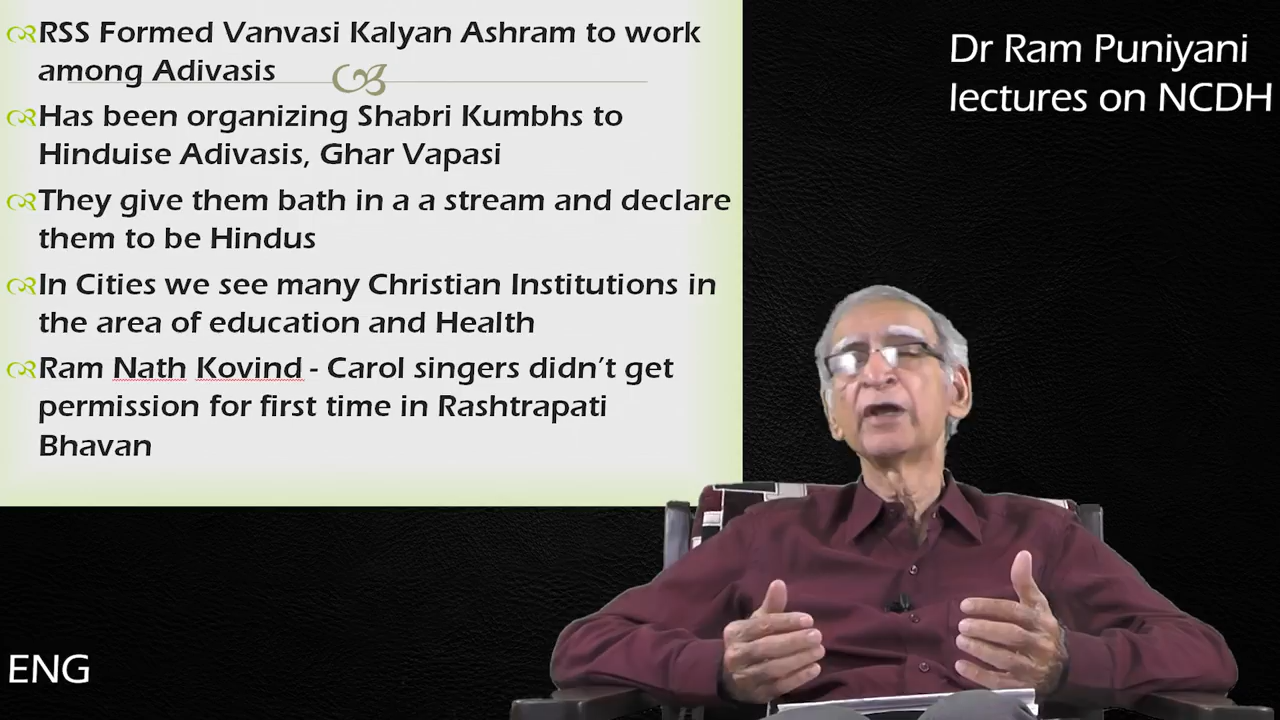 RSS Formed Vanvasi Kalyan Ashram to work
among Adivasis
Has been organizing Shabri Kumbhs to
Hinduise Adivasis, Ghar Vapasi
They give them bath in a a stream and declare
them to be Hindus
In Cities we see many Christian Institutions in
the area of education and Health
Ram Nath Kovind - Carol singers didn't get
permission for first time in Rashtrapati
Bhavan
Dr Ram Puniyani
lectures on NCDH
ENG